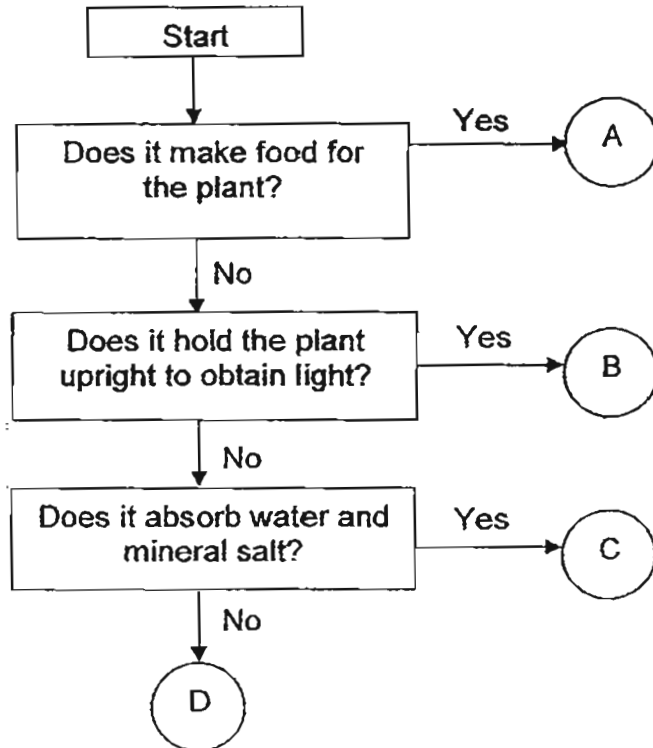 Start
Does it make food for
the plant?
Yes
A
No
Does it hold the plant
upright to obtain light?
Yes
B
No
Does it absorb water and
mineral salt?
Yes
C
No
D